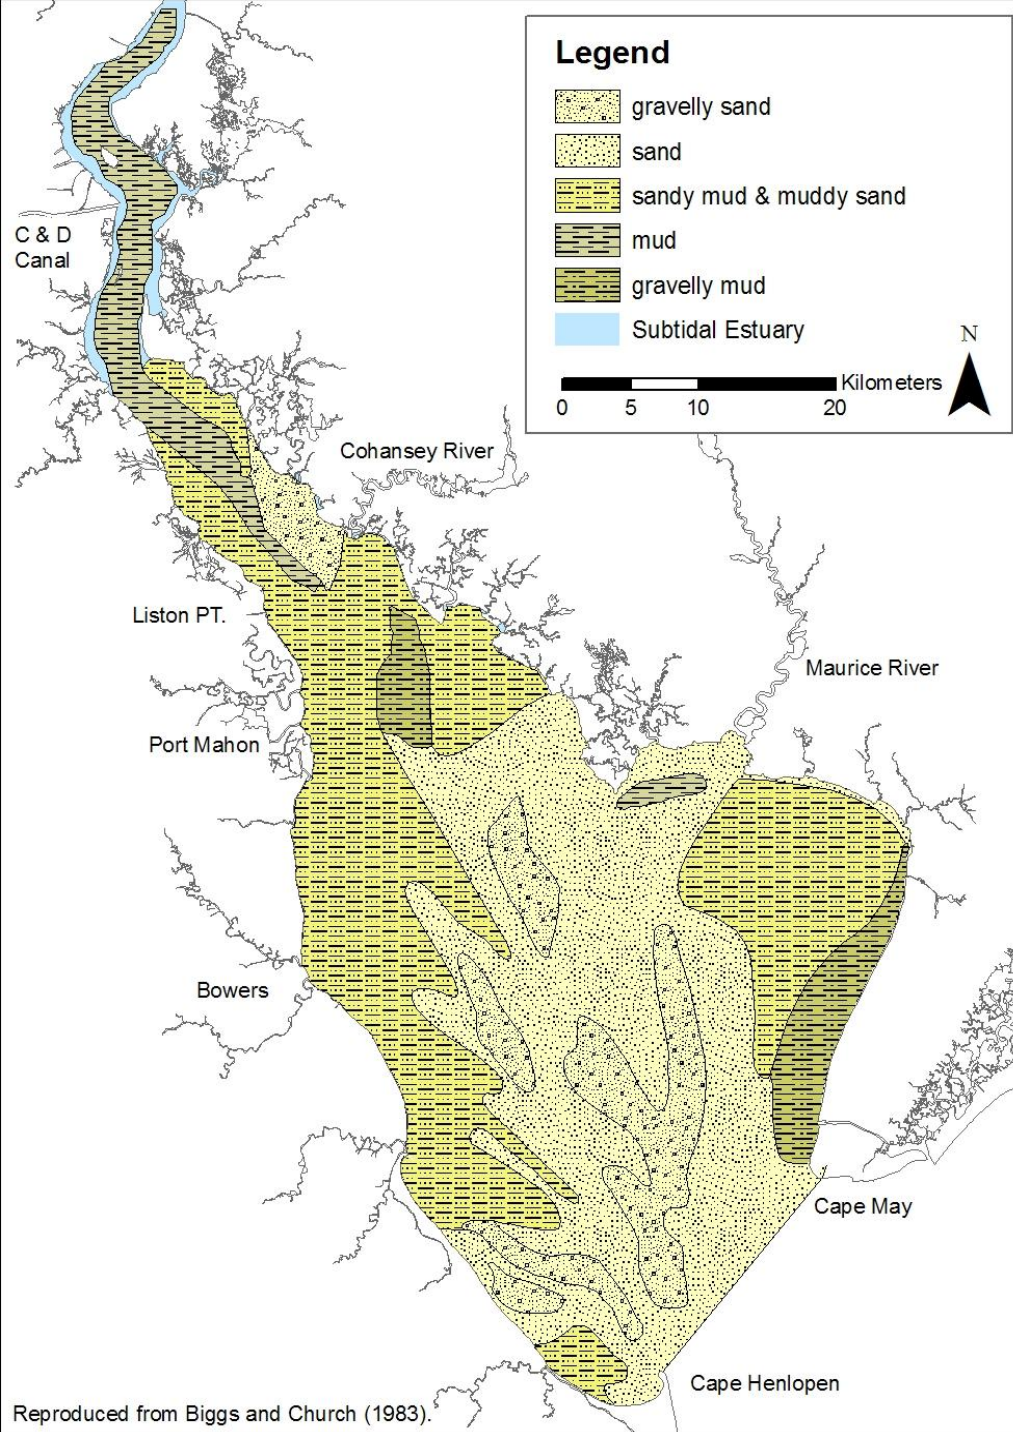 Legend
gravelly sand
sand
sandy mud & muddy sand
mud
gravelly mud
Subtidal Estuary
N
Kilometers
0 5 10 20
C & D
Canal
Cohansey River
Liston PT.
Maurice River
Port Mahon
Bowers
Cape May
Cape Henlopen
Reproduced from Biggs and Church (1983).